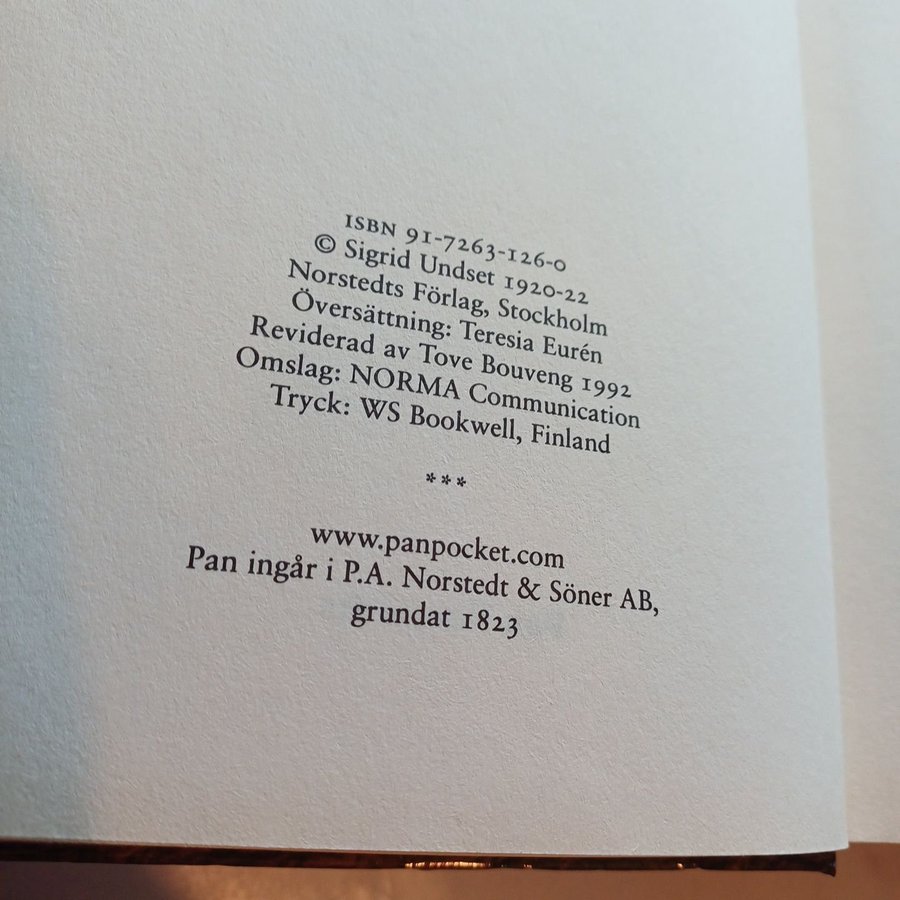 ISBN 91-7263-126-0
© Sigrid Undset 1920-22
Norstedts Förlag, Stockholm
Översättning: Teresia Eurén
Reviderad av Tove Bouveng 1992
Omslag: NORMA Communication
Tryck: WS Bookwell, Finland
***
www.panpocket.com
Pan ingår i P.A. Norstedt & Söner AB,
grundat 1823